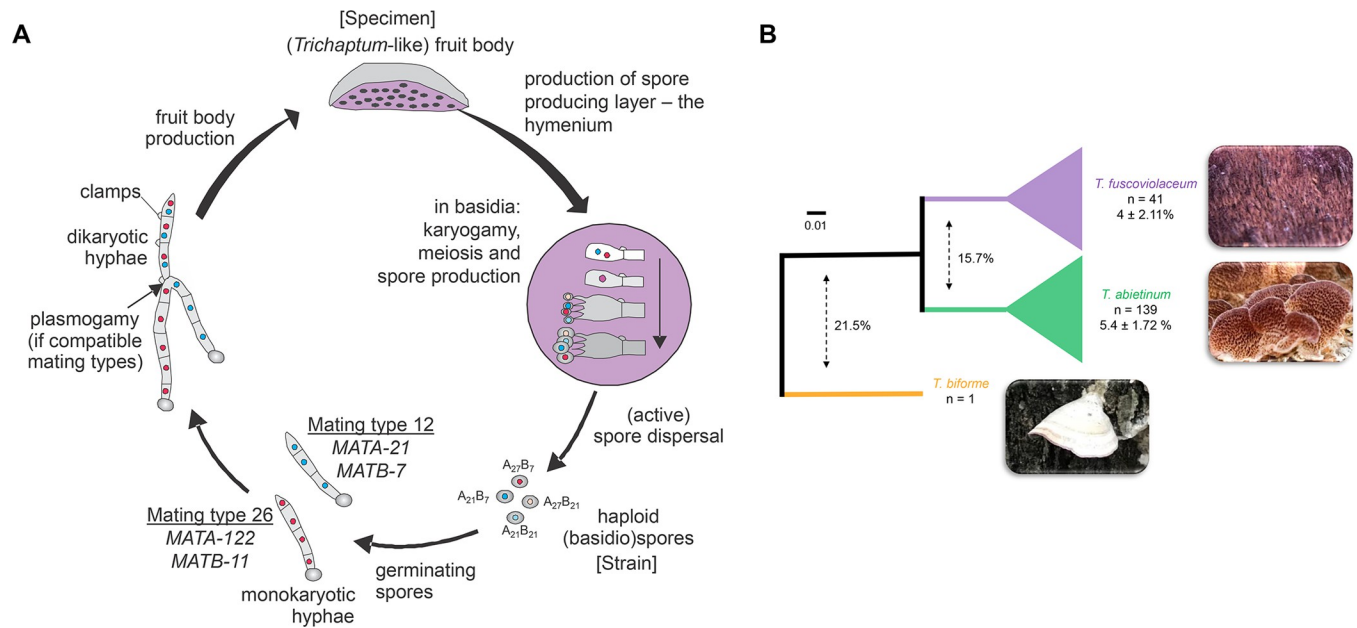 A
[Specimen]
(Trichaptum-like) fruit body
production of spore
producing layer – the
hymenium
fruit body
production
clamps
dikaryotic
hyphae
plasmogamy
(if compatible
mating types)
in basidia:
karyogamy,
meiosis and
spore production
(active)
spore dispersal
Mating type 12
MATA-21
MATB-7
A27B7
A21B7
A27B21
A21B21
Mating type 26
MATA-122
MATB-11
haploid
(basidio)spores
[Strain]
germinating
spores
monokaryotic
hyphae
B
0.01
15.7%
21.5%
T. fuscoviolaceum
n = 41
4 ± 2.11%
T. abietinum
n = 139
5.4 ± 1.72 %
T. biforme
n = 1